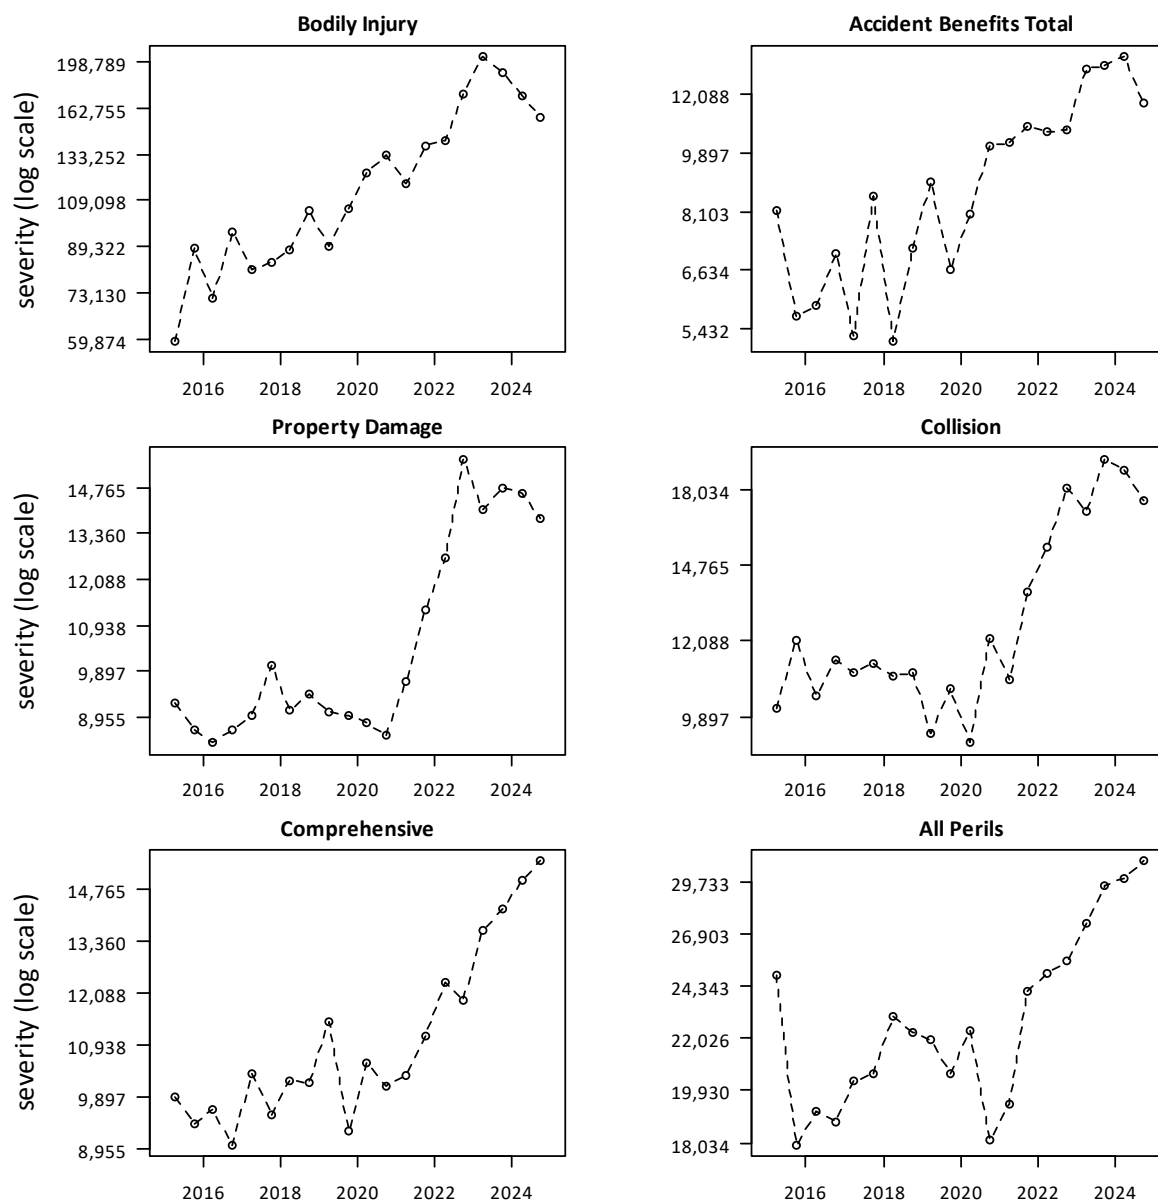 Bodily Injury
severity (log scale)
198,789
162,755
133,252
109,098
89,322
73,130
59,874
2016 2018 2020 2022 2024
Accident Benefits Total
12,088
9,897
8,103
6,634
5,432
2016 2018 2020 2022 2024
Property Damage
severity (log scale)
14,765
13,360
12,088
10,938
9,897
8,955
2016 2018 2020 2022 2024
Collision
18,034
14,765
12,088
9,897
2016 2018 2020 2022 2024
Comprehensive
severity (log scale)
14,765
13,360
12,088
10,938
9,897
8,955
2016 2018 2020 2022 2024
All Perils
29,733
26,903
24,343
22,026
19,930
18,034
2016 2018 2020 2022 2024